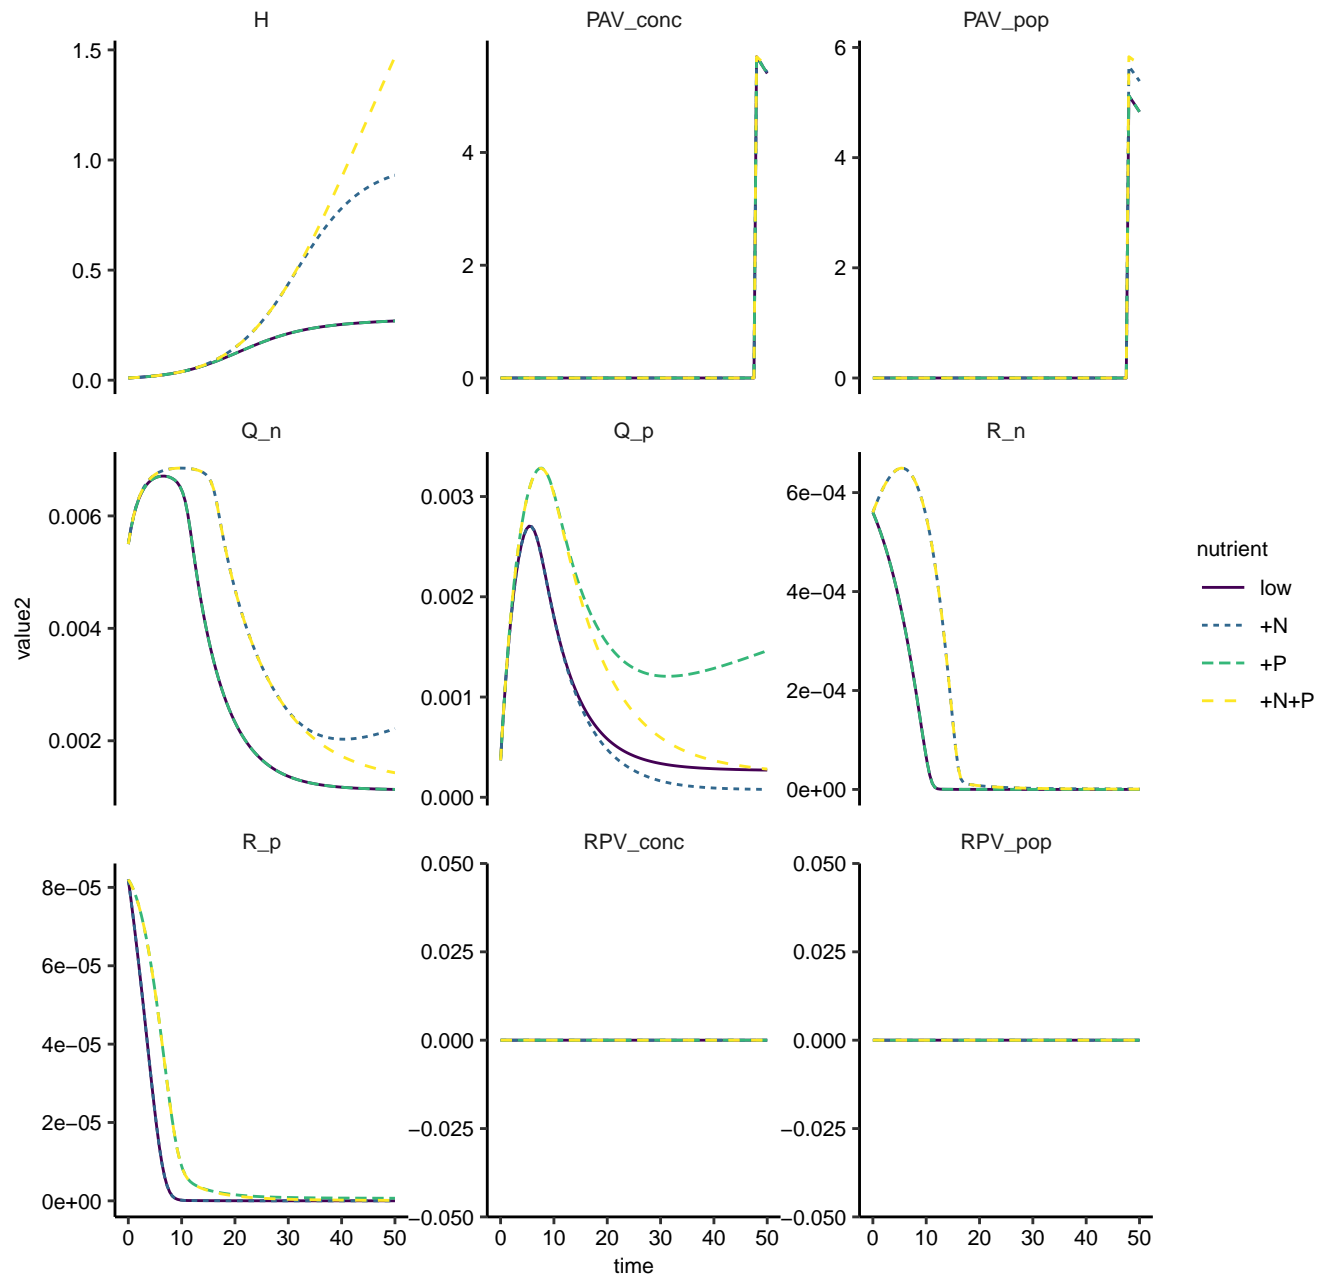 H
PAV_conc
PAV_pop
1.5
1.0
0.5
0.0
4
2
0
6
4
2
0
Q_n
Q_p
R_n
0.006
0.004
0.002
0.003
0.002
0.001
0.000
6e−04
4e−04
2e−04
0e+00
R_p
RPV_conc
RPV_pop
8e−05
6e−05
4e−05
2e−05
0e+00
0.050
0.025
0.000
−0.025
−0.050
0.050
0.025
0.000
−0.025
−0.050
0 10 20 30 40 50
0 10 20 30 40 50
0 10 20 30 40 50
time
value2
nutrient
low
+N
+P
+N+P